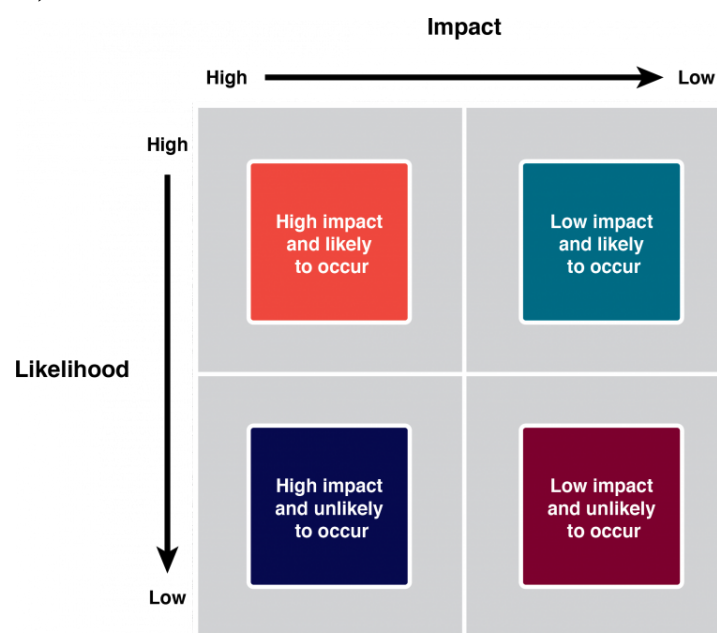 Impact
High
Low
High
High impact
and likely
to occur
Low impact
and likely
to occur
Likelihood
High impact
and unlikely
to occur
Low impact
and unlikely
to occur
Low